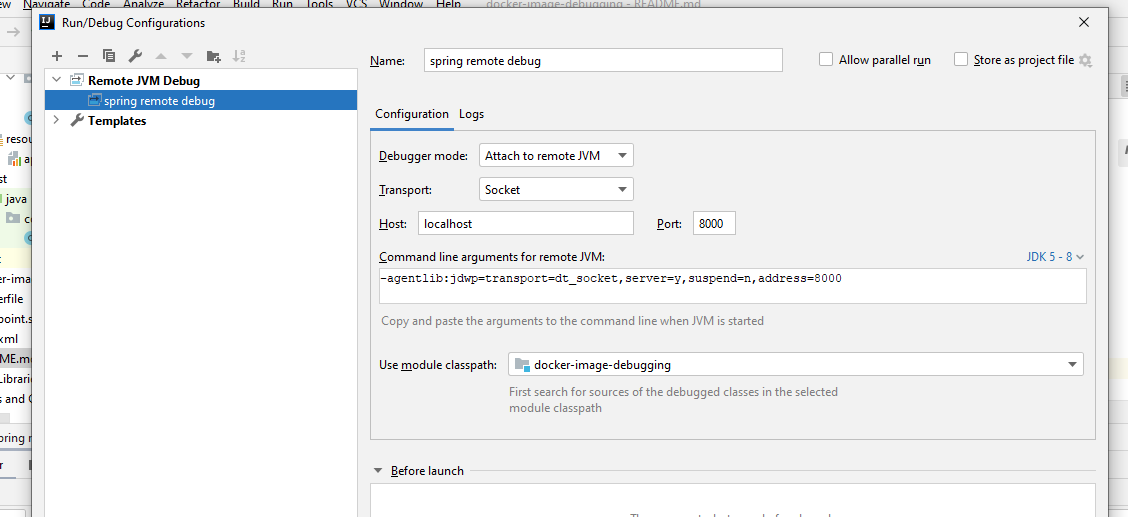 Navigate Code Analyze Refactor Build Run Tools VCS Window Help docker-image-debugging - README.md
Run/Debug Configurations
Remote JVM Debug
spring remote debug
Templates
Name: spring remote debug
Allow parallel run
Store as project file
Configuration Logs
Debugger mode: Attach to remote JVM
Transport: Socket
Host: localhost Port: 8000
Command line arguments for remote JVM: JDK 5 - 8
-agentlib:jdwp=transport=dt_socket,server=y,suspend=n,address=8000
Copy and paste the arguments to the command line when JVM is started
Use module classpath: docker-image-debugging
First search for sources of the debugged classes in the selected
module classpath
Before launch
resou
ap
st
java
co
er-ima
erfile
point.s
xml
ME.md
Librarie
s and C
pring r